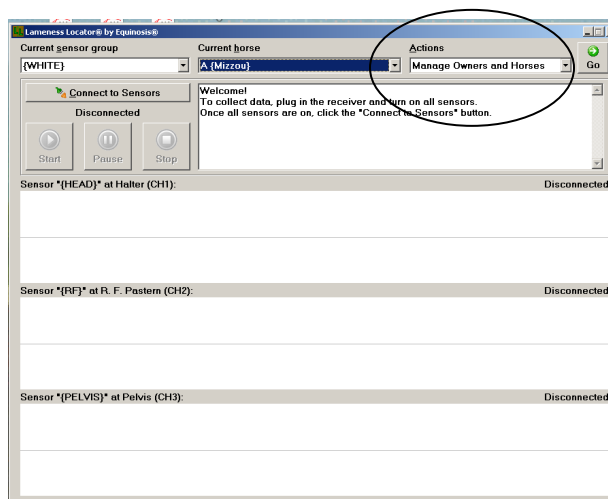 Lameness Locator® by Equinosis®
Current sensor group
Current horse
Actions
{WHITE}
A {Mizzou}
Manage Owners and Horses
Go
Connect to Sensors
Disconnected
Start
Pause
Stop
Welcome!
To collect data, plug in the receiver and turn on all sensors.
Once all sensors are on, click the "Connect to Sensors" button.
Sensor "{HEAD}" at Halter (CH1):
Disconnected
Sensor "{RF}" at R. F. Pastern (CH2):
Disconnected
Sensor "{PELVIS}" at Pelvis (CH3):
Disconnected